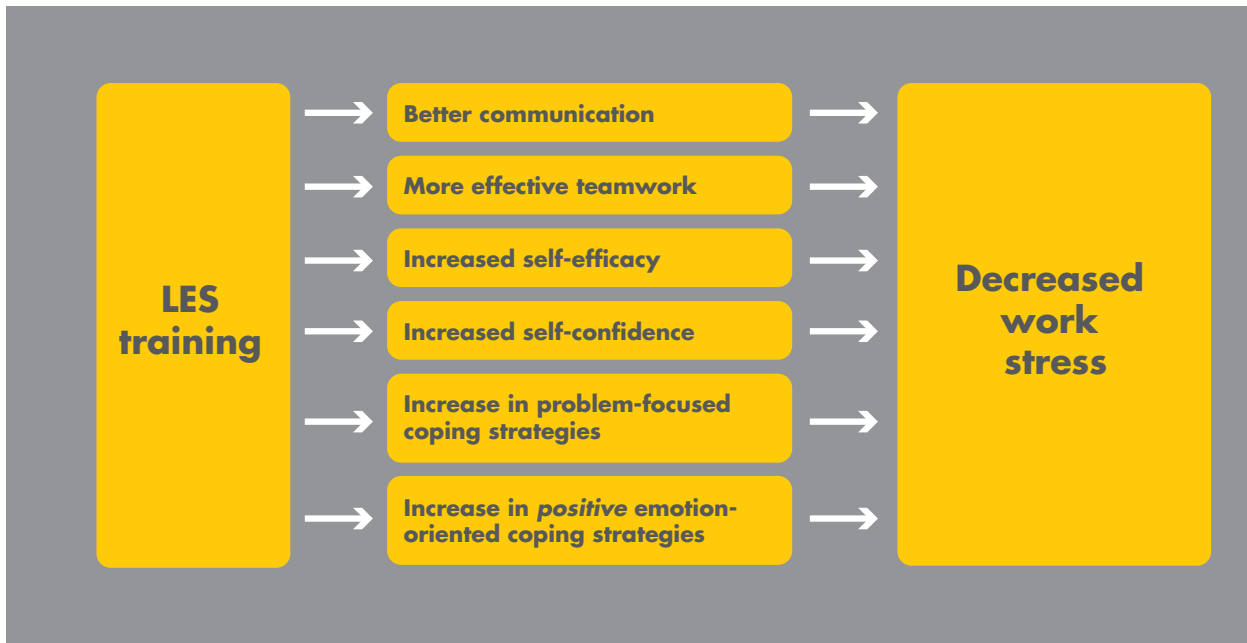 LES
training
Better communication
More effective teamwork
Increased self-efficacy
Increased self-confidence
Increase in problem-focused
coping strategies
Increase in positive emotion-
oriented coping strategies
Decreased
work
stress